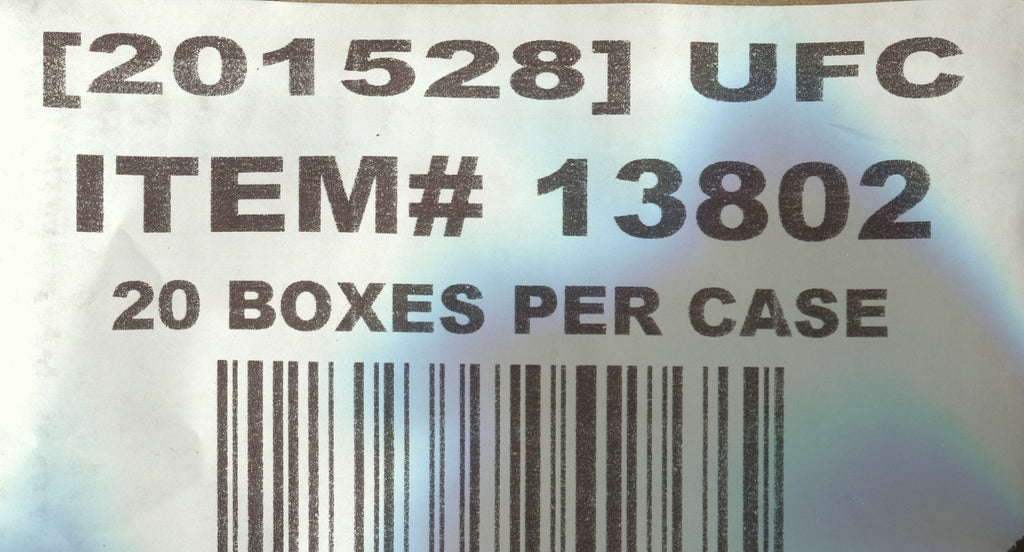 [201528] UFC
ITEM# 13802
20 BOXES PER CASE